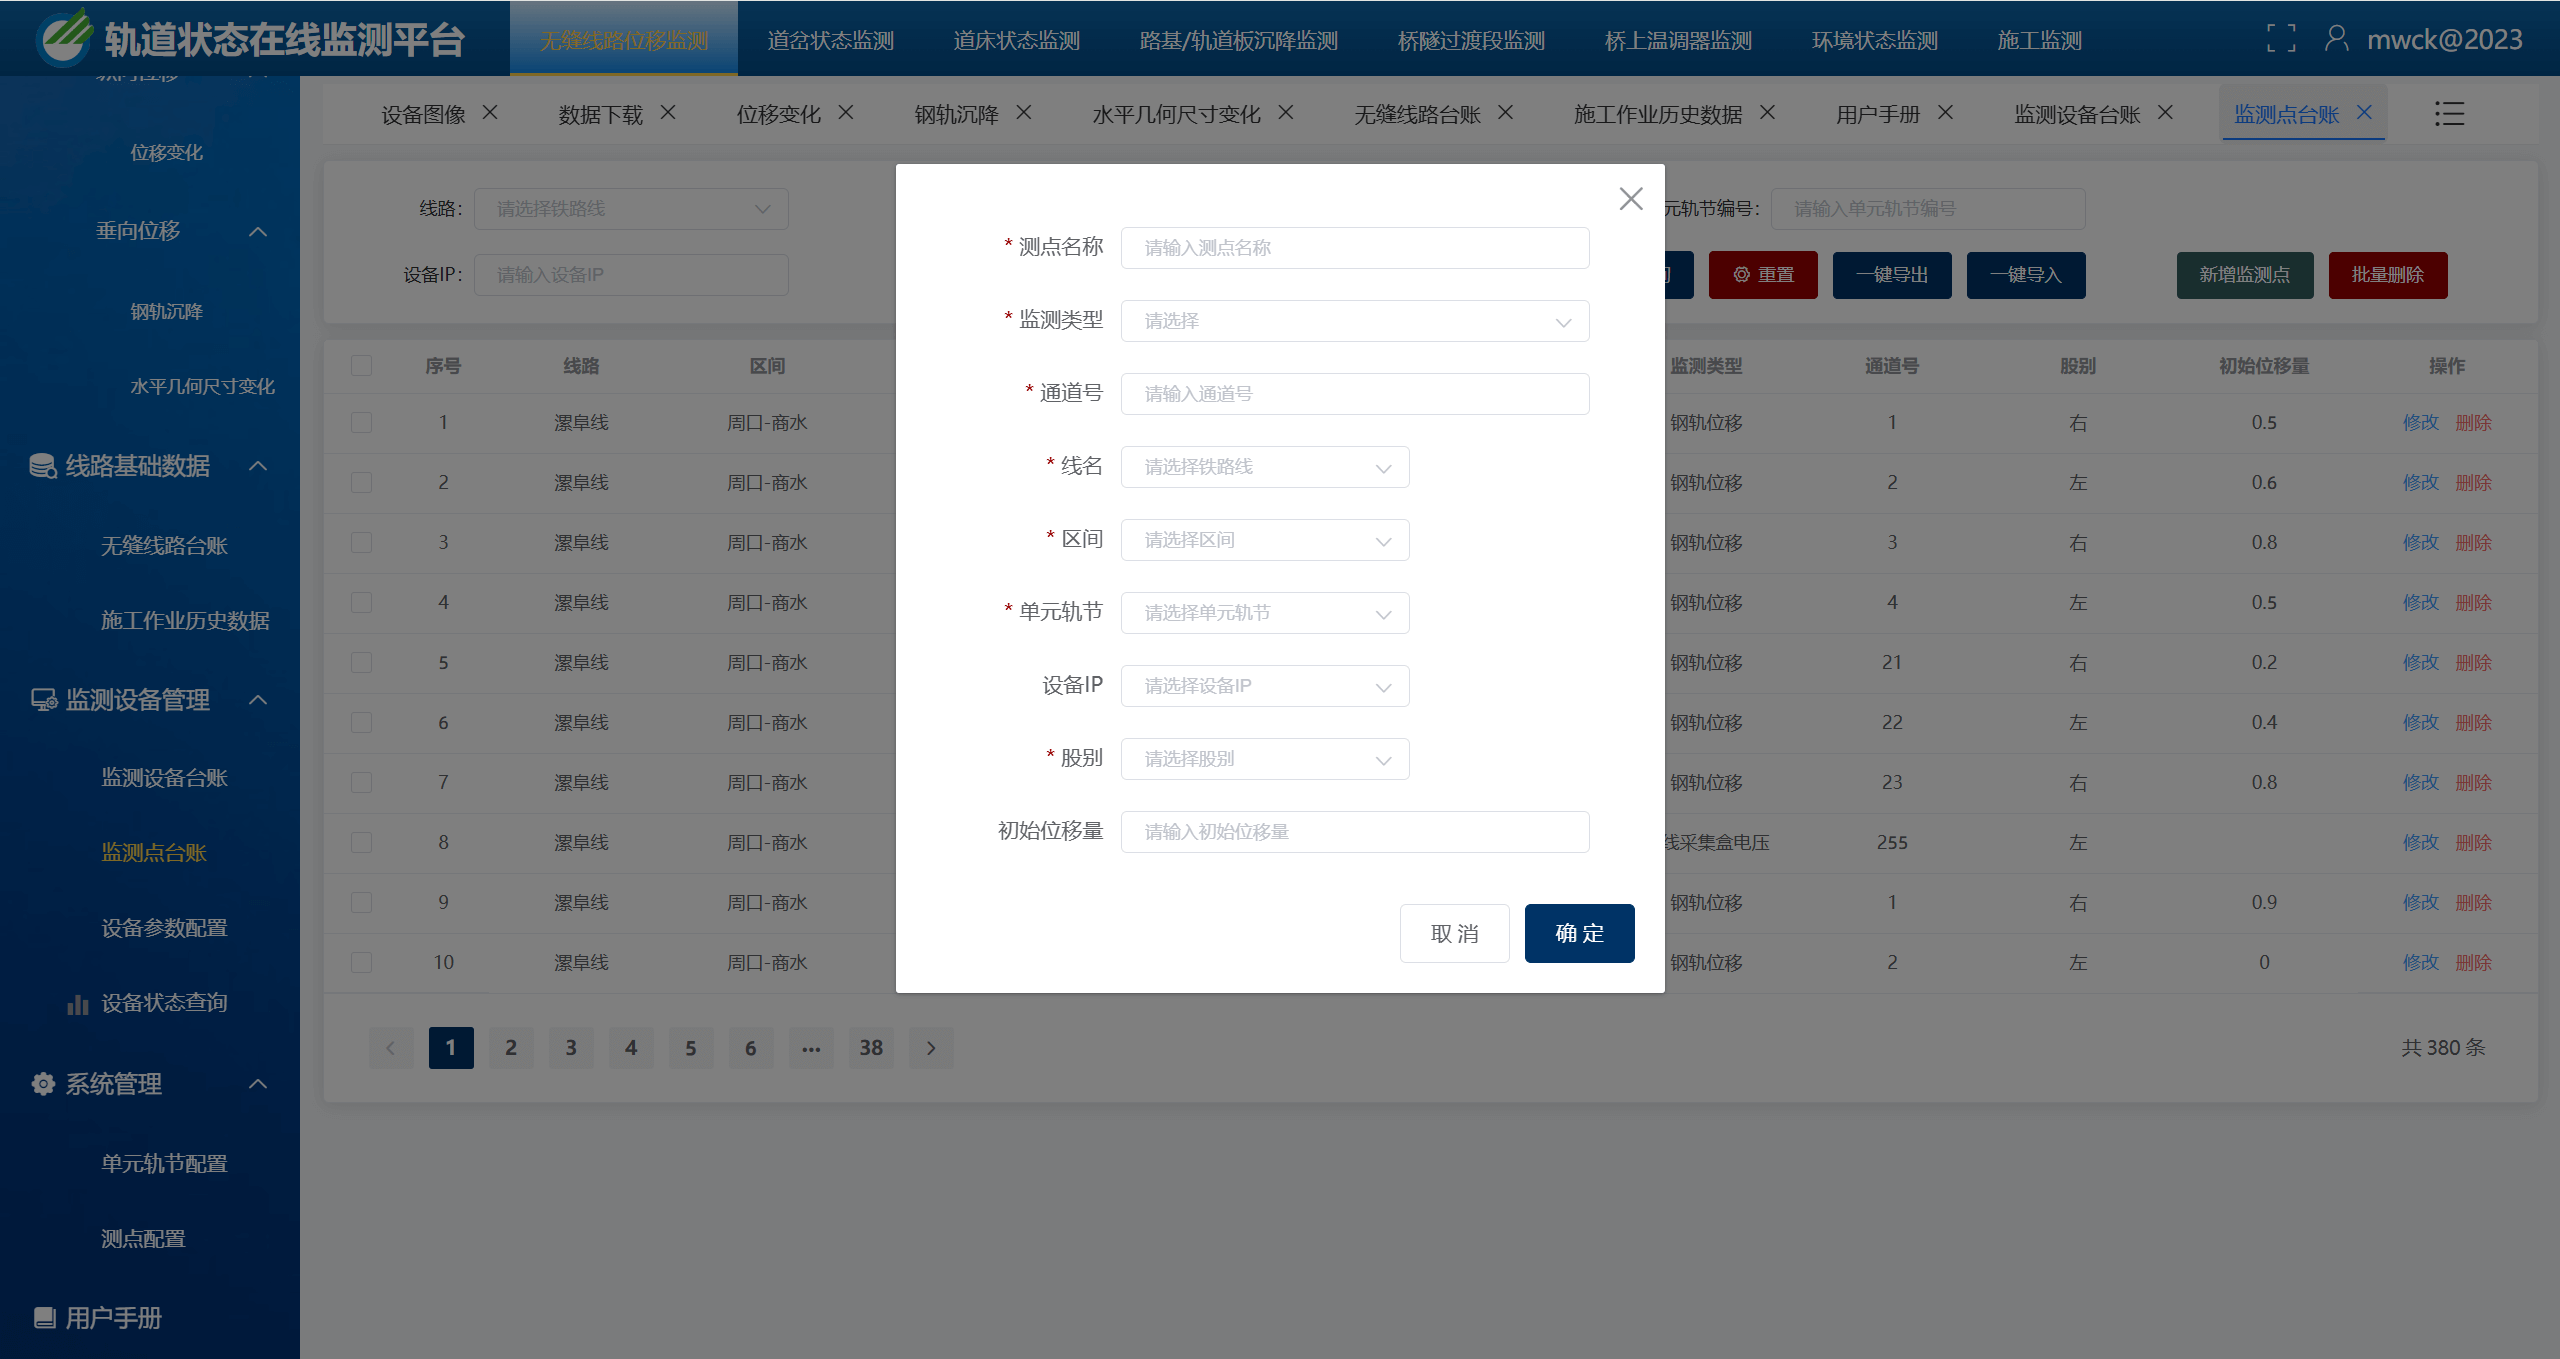 轨道状态在线监测平台
无缝线路位移监测 道岔状态监测 道床状态监测 路基/轨道板沉降监测 桥隧过渡段监测 桥上温调器监测 环境状态监测 施工监测 mwck@2023
设备图像 数据下载 位移变化 钢轨沉降 水平几何尺寸变化 无缝线路台账 施工作业历史数据 用户手册 监测设备台账 监测点台账
位移变化
垂向位移
钢轨沉降
水平几何尺寸变化
线路基础数据
无缝线路台账
施工作业历史数据
监测设备管理
监测设备台账
监测点台账
设备参数配置
设备状态查询
系统管理
单元轨节配置
测点配置
用户手册
线路： 请选择铁路线
元轨节编号： 请输入单元轨节编号
设备IP： 请输入设备IP
重置 一键导出 一键导入 新增监测点 批量删除
序号 线路 区间 监测类型 通道号 股别 初始位移量 操作
1 漯阜线 周口-商水 钢轨位移 1 右 0.5 修改 删除
2 漯阜线 周口-商水 钢轨位移 2 左 0.6 修改 删除
3 漯阜线 周口-商水 钢轨位移 3 右 0.8 修改 删除
4 漯阜线 周口-商水 钢轨位移 4 左 0.5 修改 删除
5 漯阜线 周口-商水 钢轨位移 21 右 0.2 修改 删除
6 漯阜线 周口-商水 钢轨位移 22 左 0.4 修改 删除
7 漯阜线 周口-商水 钢轨位移 23 右 0.8 修改 删除
8 漯阜线 周口-商水 线采集盒电压 255 左 修改 删除
9 漯阜线 周口-商水 钢轨位移 1 右 0.9 修改 删除
10 漯阜线 周口-商水 钢轨位移 2 左 0 修改 删除
1 2 3 4 5 6 ··· 38
共 380 条
* 测点名称 请输入测点名称
* 监测类型 请选择
* 通道号 请输入通道号
* 线名 请选择铁路线
* 区间 请选择区间
* 单元轨节 请选择单元轨节
设备IP 请选择设备IP
* 股别 请选择股别
初始位移量 请输入初始位移量
取 消 确 定